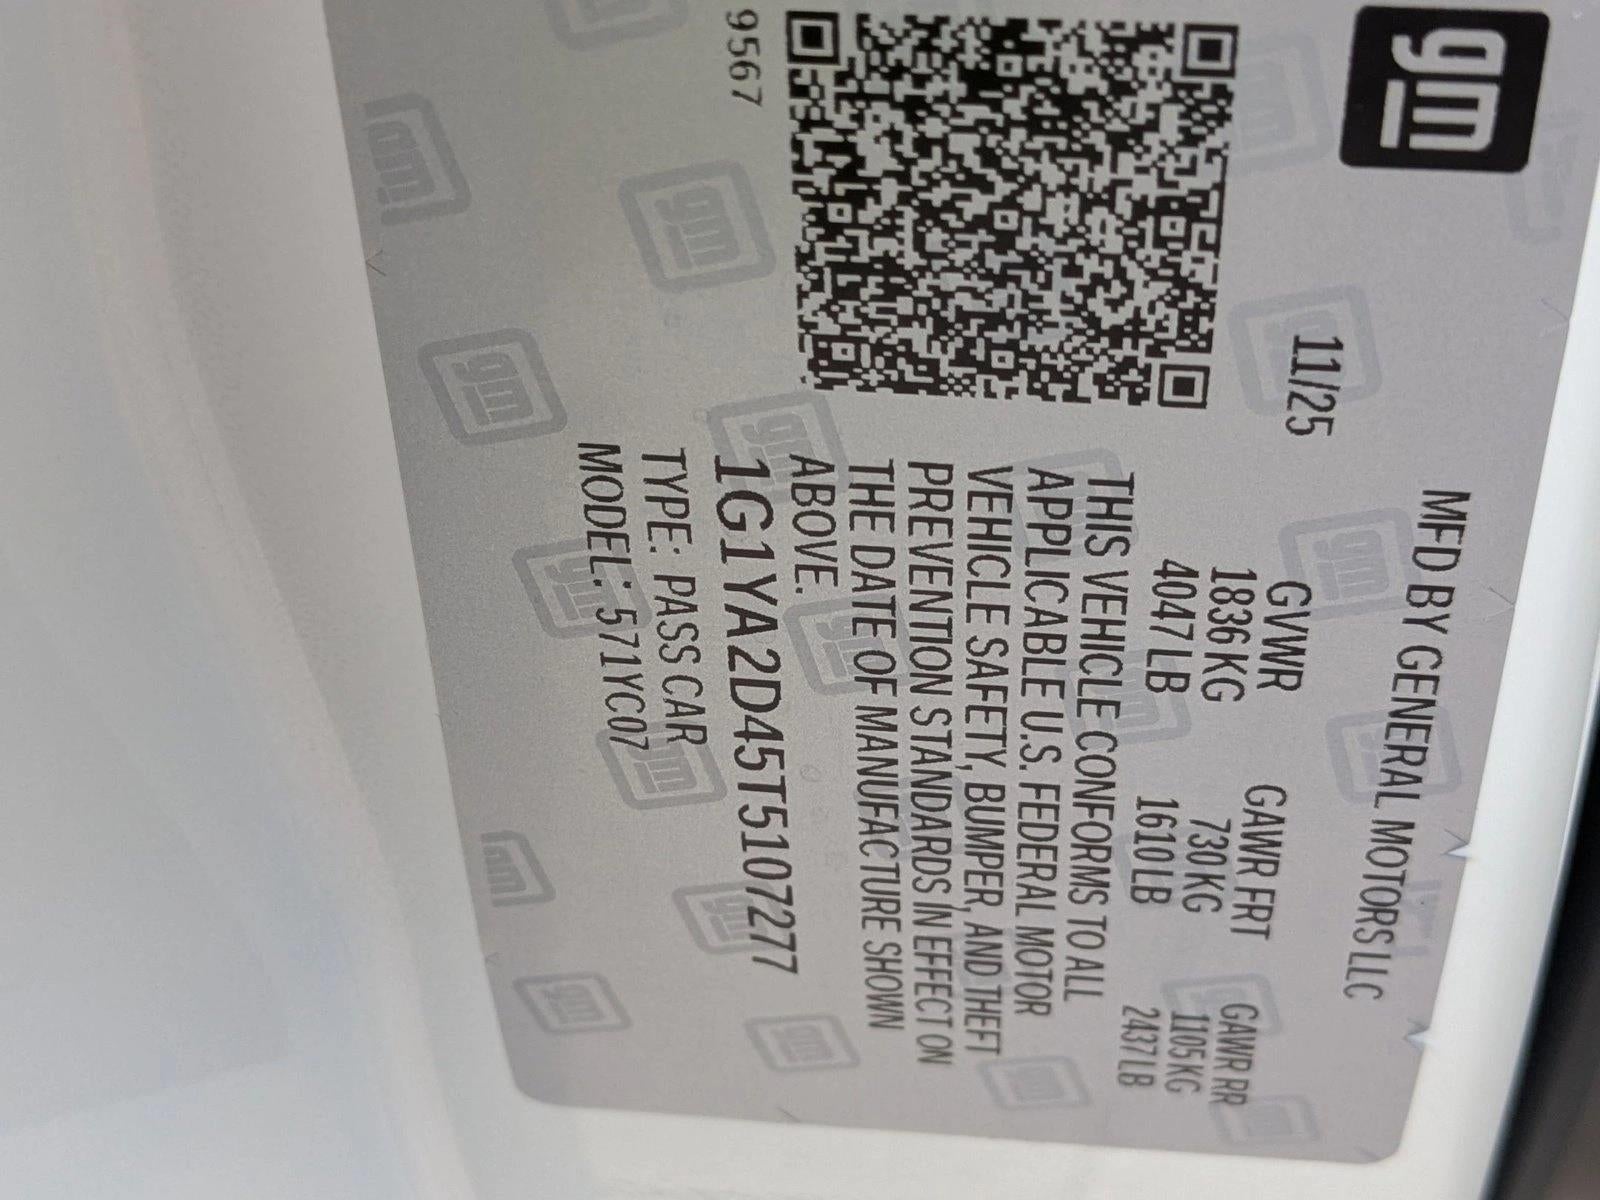 gm
MFD BY GENERAL MOTORS LLC
11/25
GVWR GAWR FRT GAWR RR
1836 KG 730 KG 1105 KG
4047 LB 1610 LB 2437 LB
THIS VEHICLE CONFORMS TO ALL
APPLICABLE U.S. FEDERAL MOTOR
VEHICLE SAFETY, BUMPER, AND THEFT
PREVENTION STANDARDS IN EFFECT ON
THE DATE OF MANUFACTURE SHOWN
ABOVE.
9567
1G1YA2D45T5107277
TYPE: PASS CAR
MODEL: 571YC07